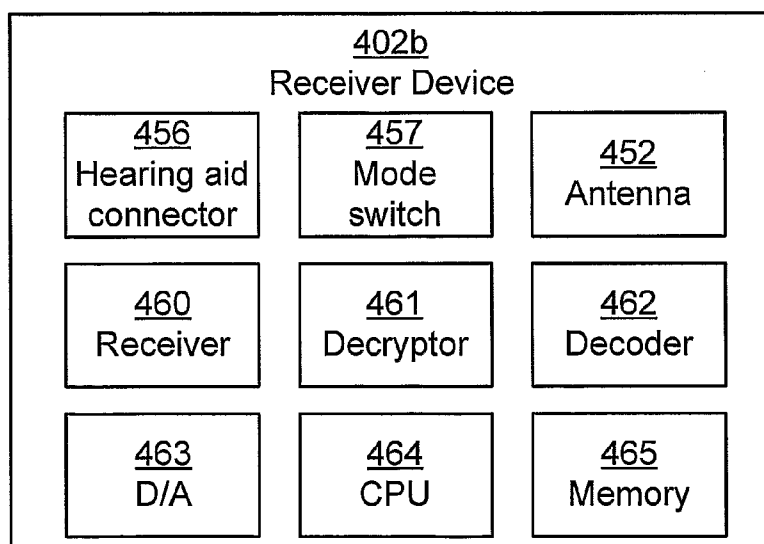 402b
Receiver Device
456
Hearing aid
connector
457
Mode
switch
452
Antenna
460
Receiver
461
Decryptor
462
Decoder
463
D/A
464
CPU
465
Memory